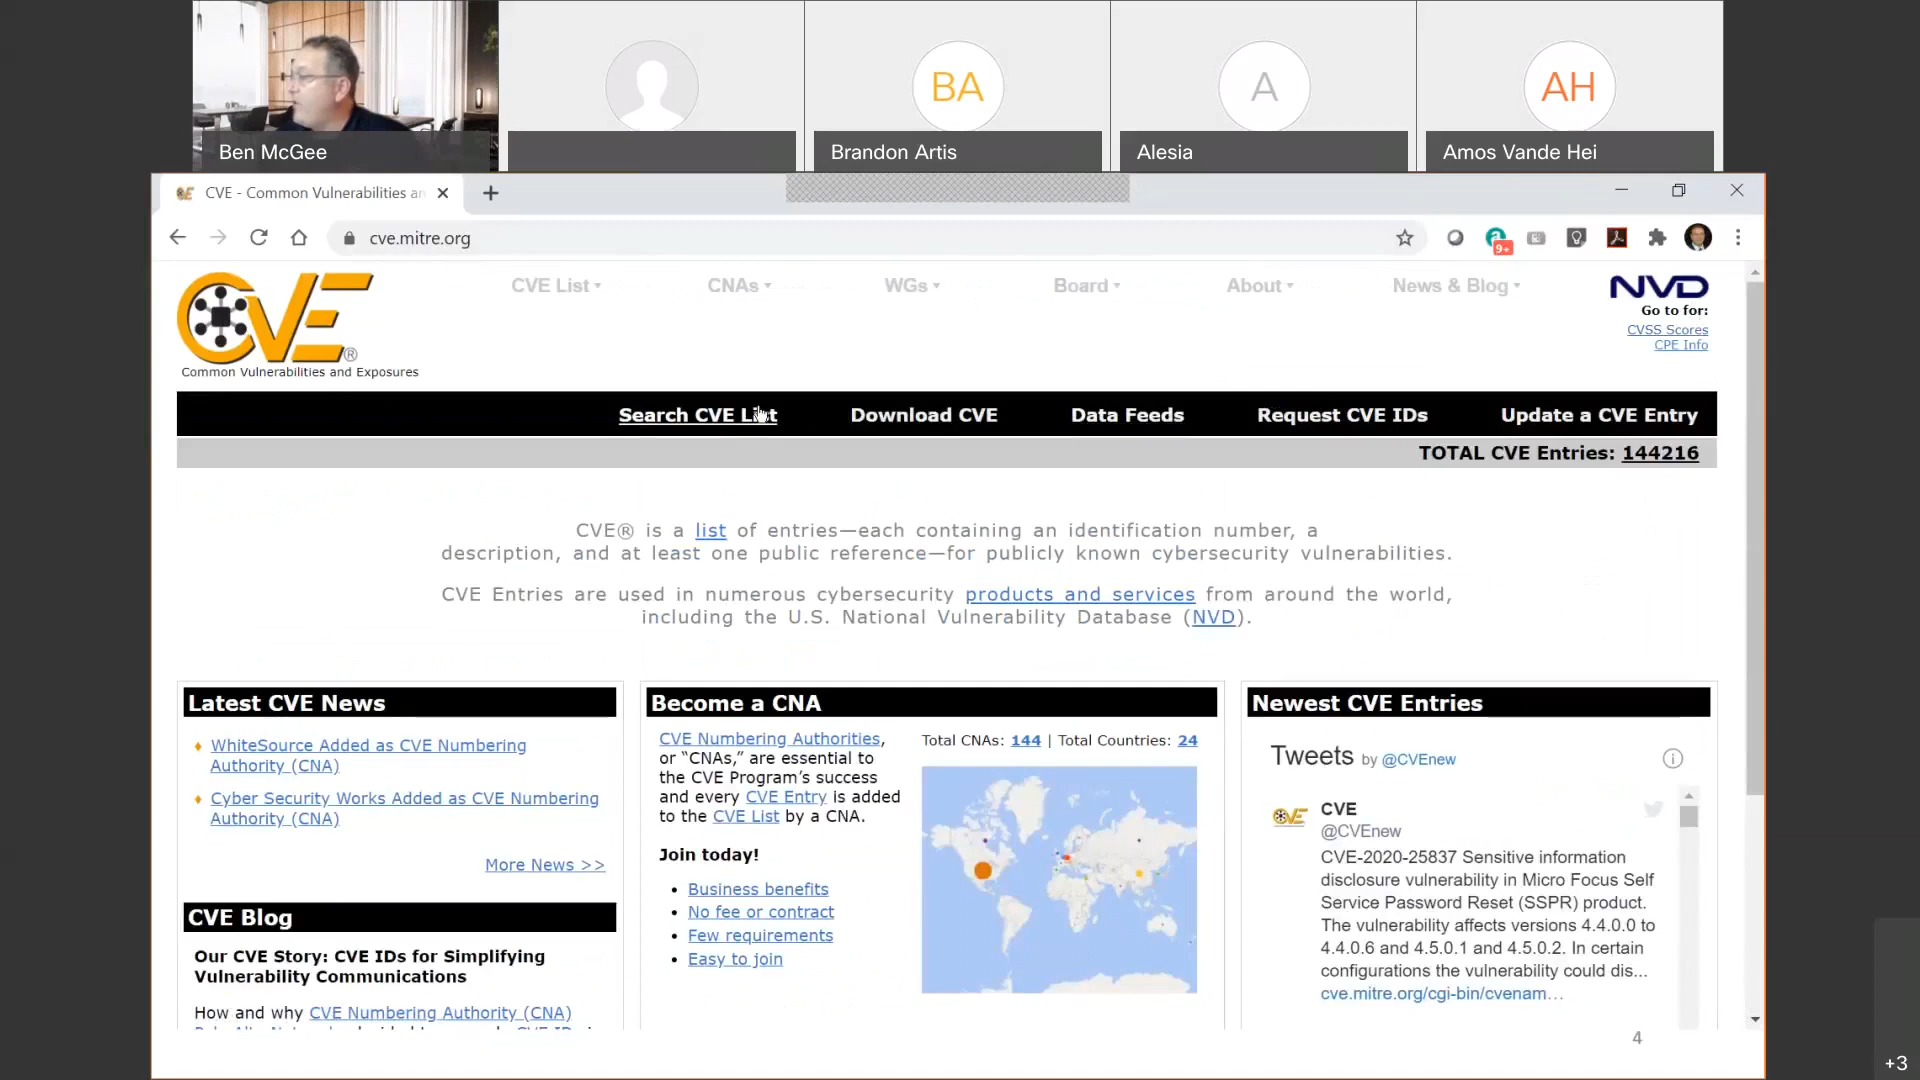 BA
A
AH
Ben McGee
Brandon Artis
Alesia
Amos Vande Hei
CVE - Common Vulnerabilities an
cve.mitre.org
9+
CVE
Common Vulnerabilities and Exposures
CVE List
CNAs
WGs
Board
About
News & Blog
NVD
Go to for:
CVSS Scores
CPE Info
Search CVE List
Download CVE
Data Feeds
Request CVE IDs
Update a CVE Entry
TOTAL CVE Entries: 144216
CVE® is a list of entries—each containing an identification number, a
description, and at least one public reference—for publicly known cybersecurity vulnerabilities.
CVE Entries are used in numerous cybersecurity products and services from around the world,
including the U.S. National Vulnerability Database (NVD).
Latest CVE News
WhiteSource Added as CVE Numbering
Authority (CNA)
Cyber Security Works Added as CVE Numbering
Authority (CNA)
More News >>
CVE Blog
Our CVE Story: CVE IDs for Simplifying
Vulnerability Communications
How and why CVE Numbering Authority (CNA)
Become a CNA
CVE Numbering Authorities,
or “CNAs,” are essential to
the CVE Program’s success
and every CVE Entry is added
to the CVE List by a CNA.
Join today!
Business benefits
No fee or contract
Few requirements
Easy to join
Total CNAs: 144 | Total Countries: 24
Newest CVE Entries
Tweets by @CVEnew
CVE
@CVEnew
CVE-2020-25837 Sensitive information
disclosure vulnerability in Micro Focus Self
Service Password Reset (SSPR) product.
The vulnerability affects versions 4.4.0.0 to
4.4.0.6 and 4.5.0.1 and 4.5.0.2. In certain
configurations the vulnerability could dis...
cve.mitre.org/cgi-bin/cvenam…
4
+3